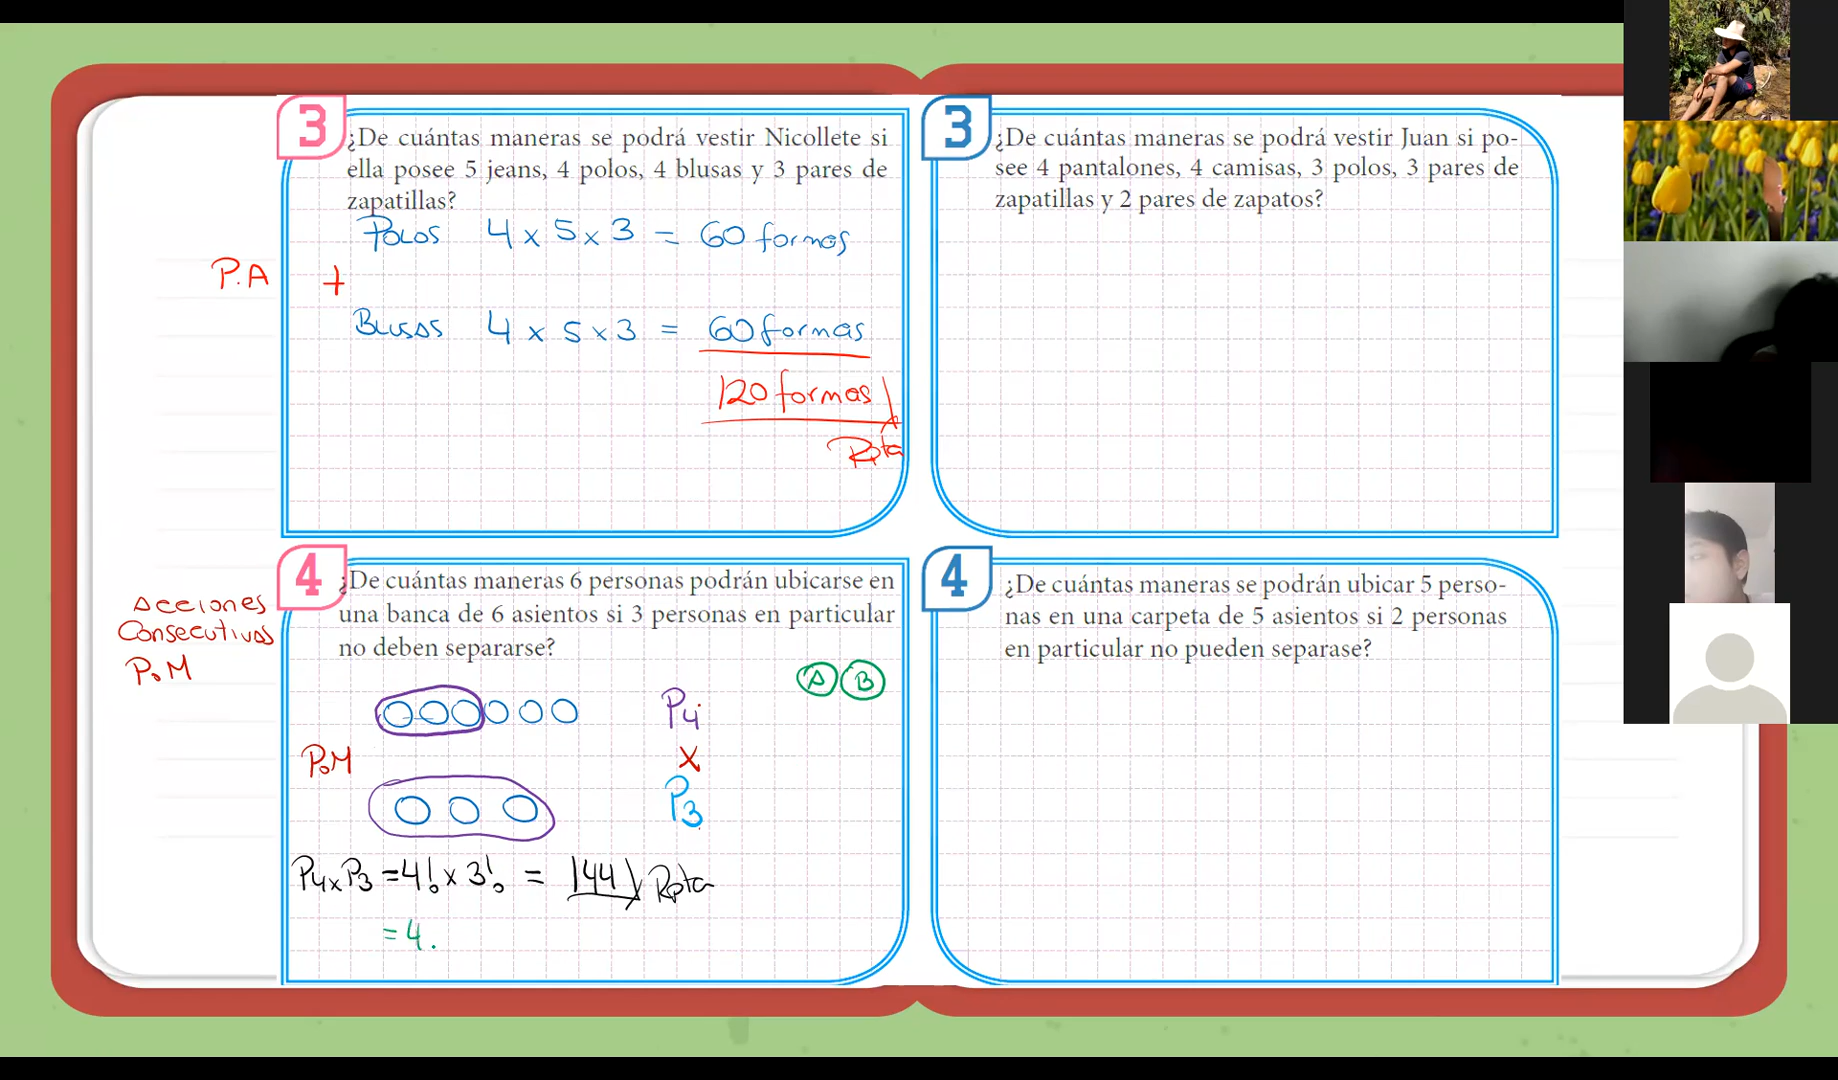 3
¿De cuántas maneras se podrá vestir Nicollete si
ella posee 5 jeans, 4 polos, 4 blusas y 3 pares de
zapatillas?
POLOS 4 x 5 x 3 = 60 formas
P.A +
BLUSAS 4 x 5 x 3 = 60 formas
120 formas
Rpta
3
¿De cuántas maneras se podrá vestir Juan si po-
see 4 pantalones, 4 camisas, 3 polos, 3 pares de
zapatillas y 2 pares de zapatos?
Acciones
Consecutivas
P.M
4
¿De cuántas maneras 6 personas podrán ubicarse en
una banca de 6 asientos si 3 personas en particular
no deben separarse?
A B
P4
P.M x
P3
P4 x P3 = 4! x 3! = 144 Rpta
= 4.
4
¿De cuántas maneras se podrán ubicar 5 perso-
nas en una carpeta de 5 asientos si 2 personas
en particular no pueden separase?